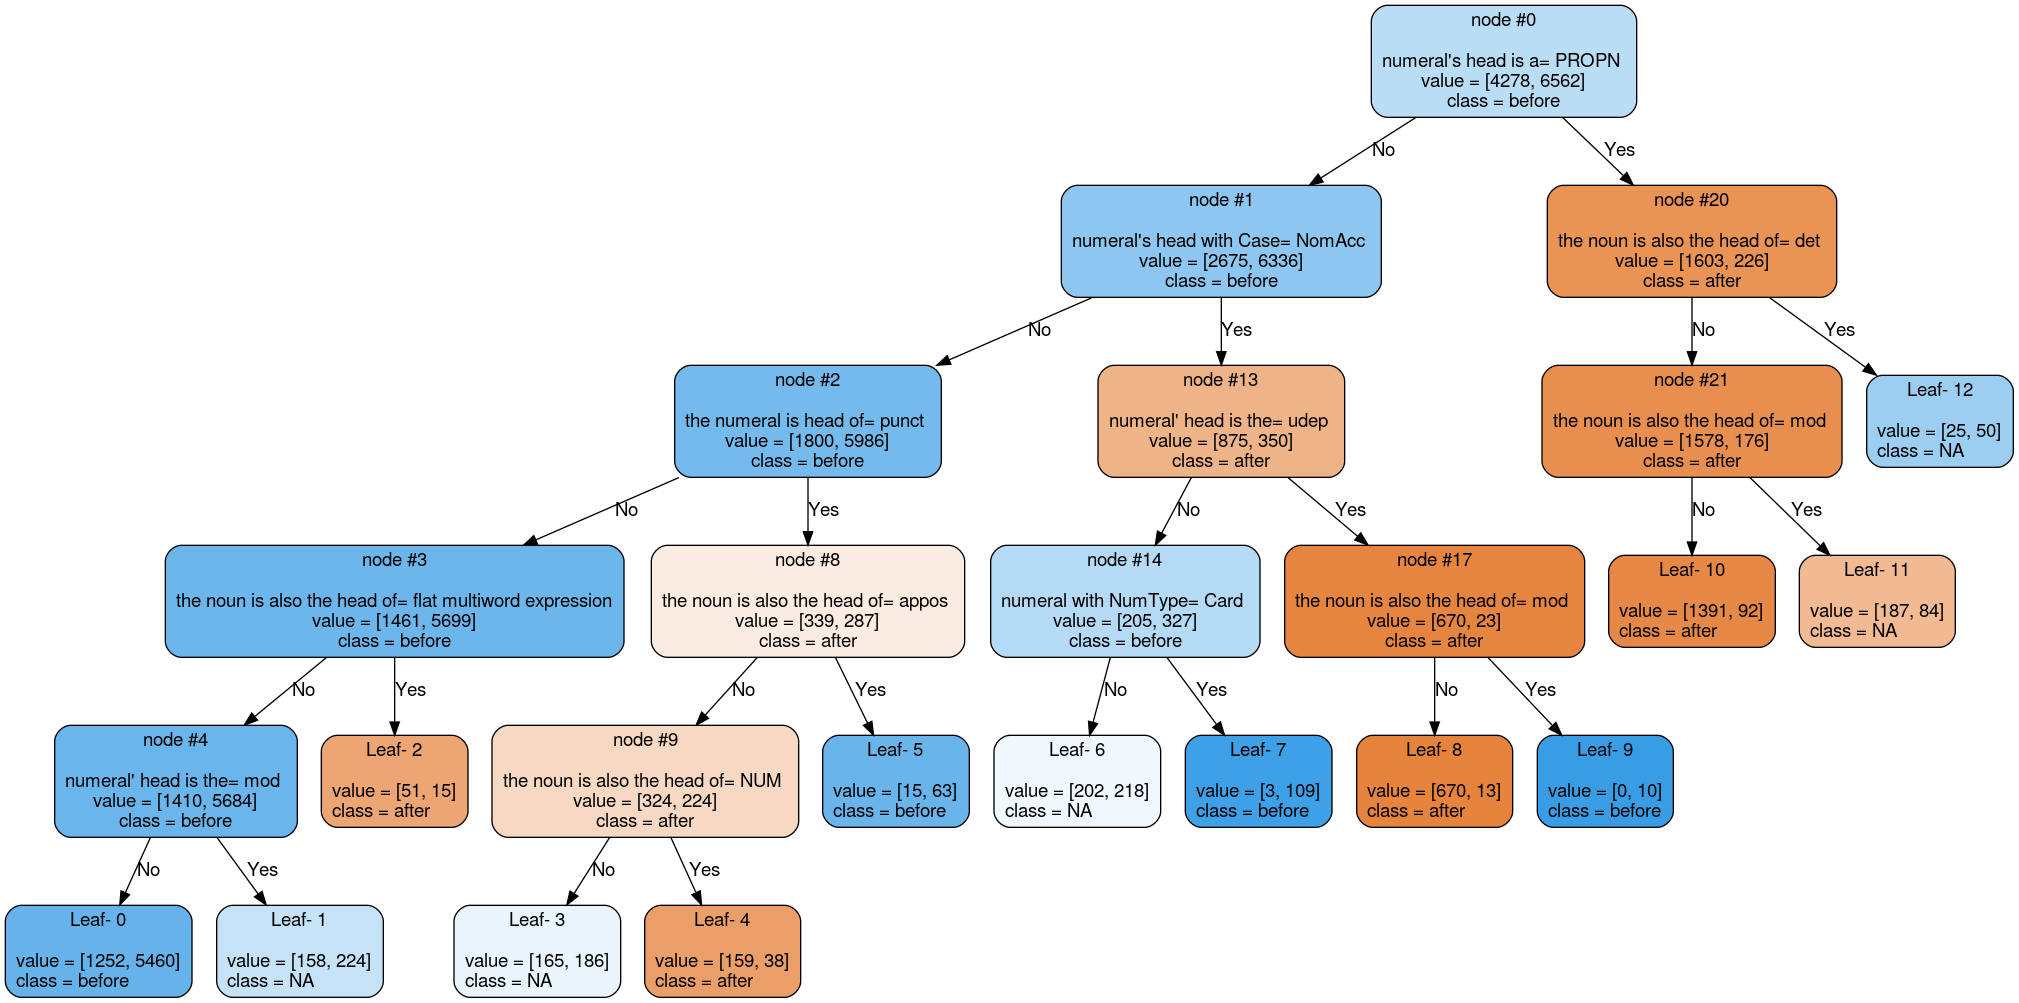 node #0
numeral's head is a= PROPN
value = [4278, 6562]
class = before
No
Yes
node #1
numeral's head with Case= NomAcc
value = [2675, 6336]
class = before
node #20
the noun is also the head of= det
value = [1603, 226]
class = after
No
Yes
No
Yes
node #2
the numeral is head of= punct
value = [1800, 5986]
class = before
node #13
numeral' head is the= udep
value = [875, 350]
class = after
node #21
the noun is also the head of= mod
value = [1578, 176]
class = after
Leaf- 12
value = [25, 50]
class = NA
No
Yes
No
Yes
No
Yes
node #3
the noun is also the head of= flat multiword expression
value = [1461, 5699]
class = before
node #8
the noun is also the head of= appos
value = [339, 287]
class = after
node #14
numeral with NumType= Card
value = [205, 327]
class = before
node #17
the noun is also the head of= mod
value = [670, 23]
class = after
Leaf- 10
value = [1391, 92]
class = after
Leaf- 11
value = [187, 84]
class = NA
No
Yes
No
Yes
No
Yes
No
Yes
node #4
numeral' head is the= mod
value = [1410, 5684]
class = before
Leaf- 2
value = [51, 15]
class = after
node #9
the noun is also the head of= NUM
value = [324, 224]
class = after
Leaf- 5
value = [15, 63]
class = before
Leaf- 6
value = [202, 218]
class = NA
Leaf- 7
value = [3, 109]
class = before
Leaf- 8
value = [670, 13]
class = after
Leaf- 9
value = [0, 10]
class = before
No
Yes
No
Yes
Leaf- 0
value = [1252, 5460]
class = before
Leaf- 1
value = [158, 224]
class = NA
Leaf- 3
value = [165, 186]
class = NA
Leaf- 4
value = [159, 38]
class = after